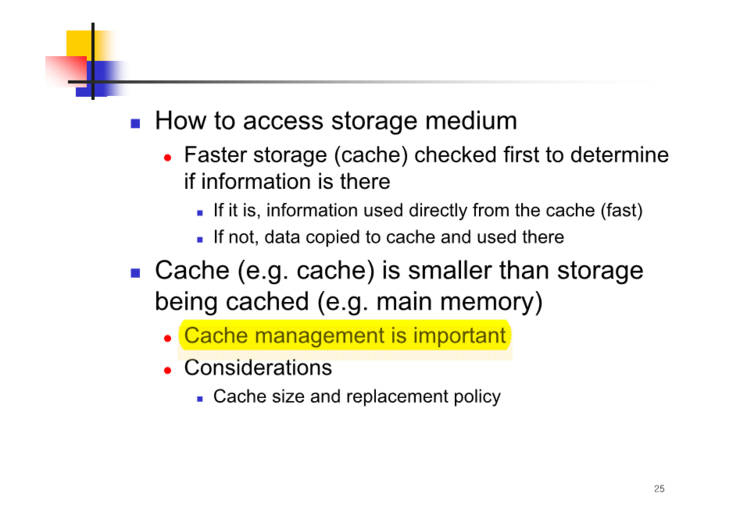 How to access storage medium
Faster storage (cache) checked first to determine
if information is there
If it is, information used directly from the cache (fast)
If not, data copied to cache and used there
Cache (e.g. cache) is smaller than storage
being cached (e.g. main memory)
Cache management is important
Considerations
Cache size and replacement policy
25